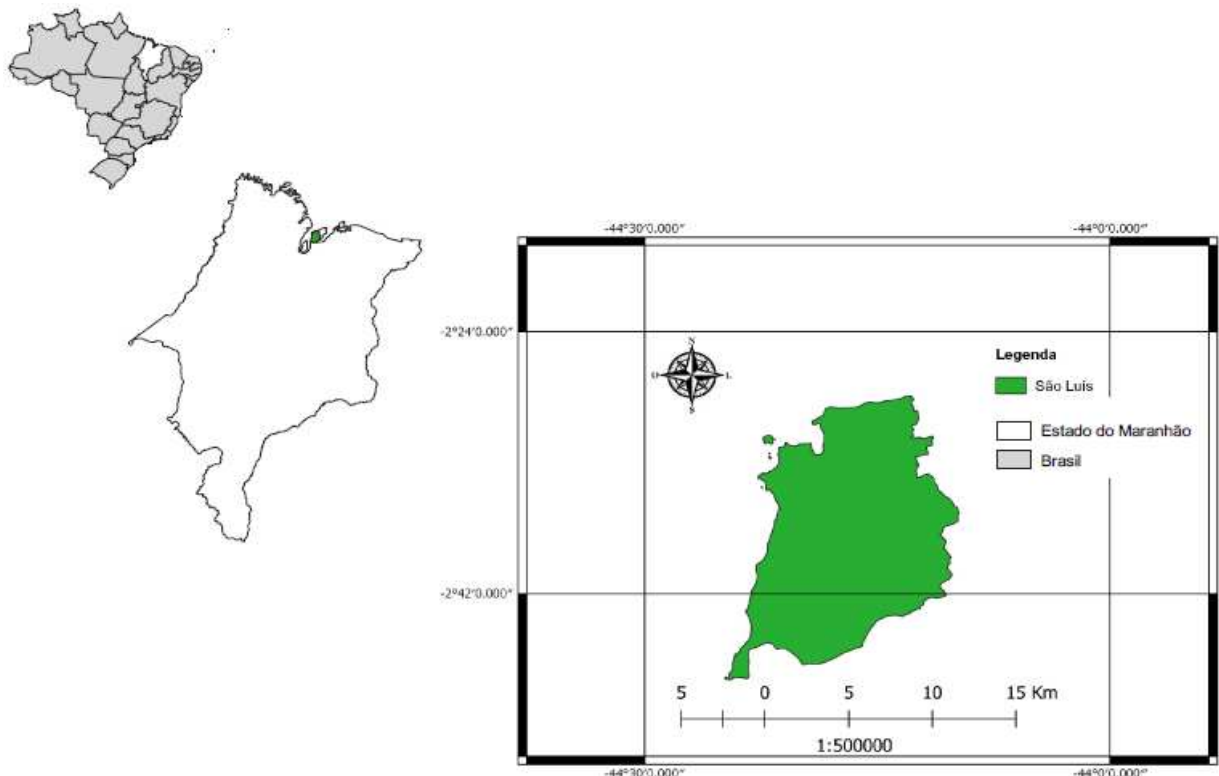 -44°30'0.000"
-44°0'0.000"
-2°24'0.000"
N
O
L
S
Legenda
São Luís
Estado do Maranhão
Brasil
-2°42'0.000"
5 0 5 10 15 Km
1:500000
-44°30'0.000"
-44°0'0.000"